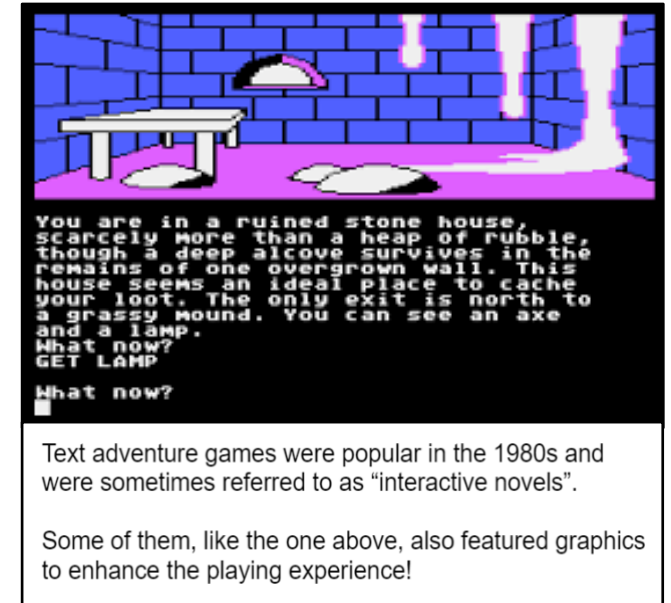 You are in a ruined stone house,
scarcely more than a heap of rubble,
though a deep alcove survives in the
remains of one overgrown wall. This
house seems an ideal place to cache
your loot. The only exit is north to
a grassy mound. You can see an axe
and a lamp.
What now?
GET LAMP
What now?
Text adventure games were popular in the 1980s and
were sometimes referred to as “interactive novels”.
Some of them, like the one above, also featured graphics
to enhance the playing experience!